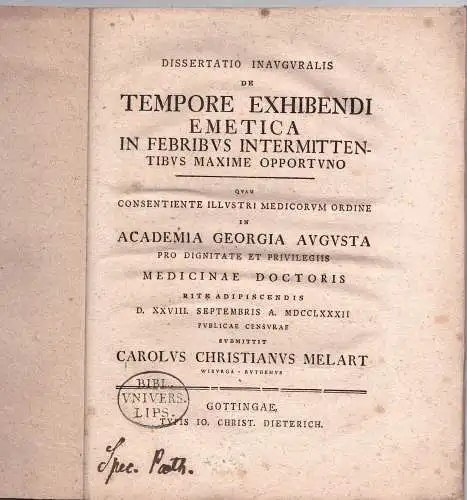 DISSERTATIO INAVGVRALIS
DE
TEMPORE EXHIBENDI
EMETICA
IN FEBRIBVS INTERMITTEN-
TIBVS MAXIME OPPORTVNO
QVAM
CONSENTIENTE ILLVSTRI MEDICORVM ORDINE
IN
ACADEMIA GEORGIA AVGVSTA
PRO DIGNITATE ET PRIVILEGIIS
MEDICINAE DOCTORIS
RITE ADIPISCENDIS
D. XXVIII. SEPTEMBRIS A. MDCCLXXXII
PVBLICAE CENSVRAE
SVBMITTIT
CAROLVS CHRISTIANVS MELART
WIBVRGA - RVTHENVS
BIBL.
VNIVERS.
LIPS.
GOTTINGAE,
TYPIS IO. CHRIST. DIETERICH.
Spec. Path.